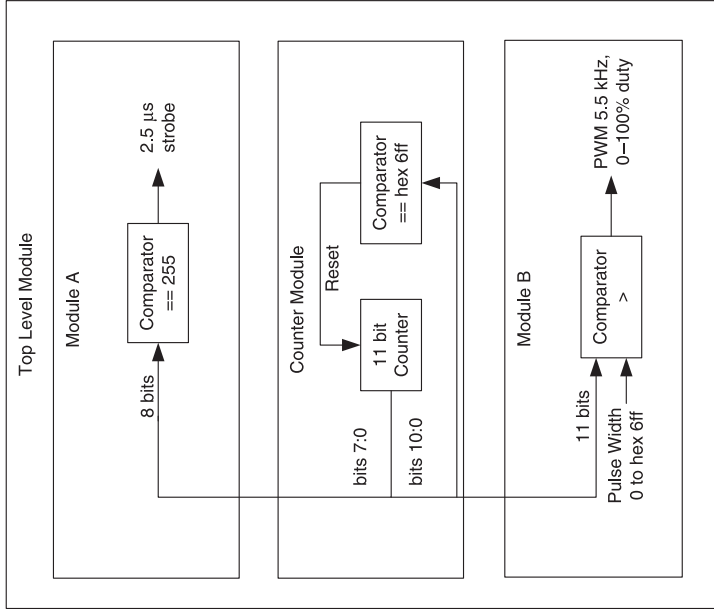 Top Level Module
Module A
8 bits
Comparator
== 255
2.5 µs
strobe
Counter Module
bits 7:0
bits 10:0
11 bit
Counter
Reset
Comparator
== hex 6ff
Module B
11 bits
Pulse Width
0 to hex 6ff
Comparator
>
PWM 5.5 kHz,
0–100% duty